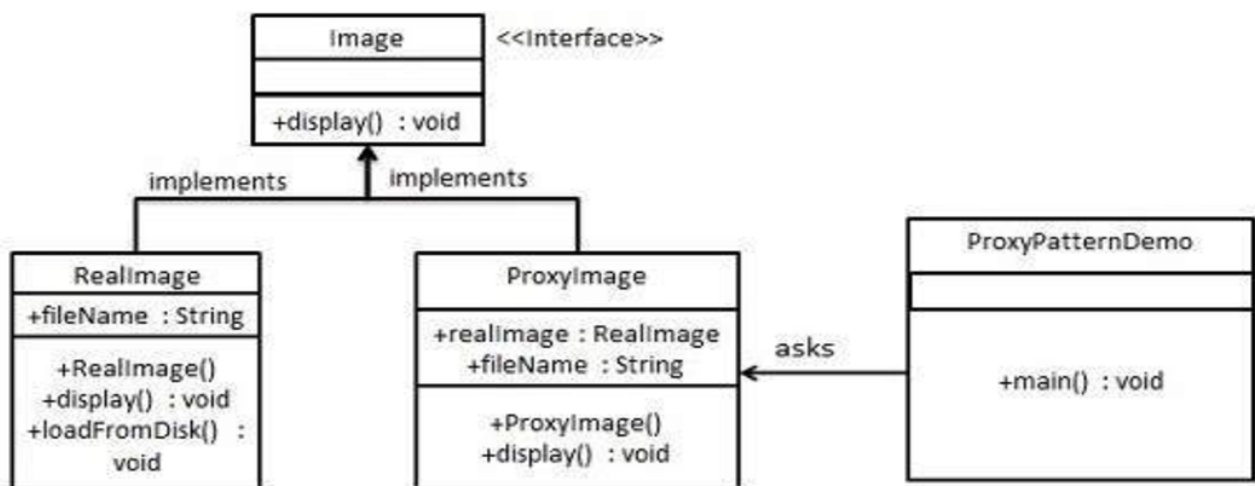 Image
<<Interface>>
+display() : void
implements
implements
RealImage
+fileName : String
+RealImage()
+display() : void
+loadFromDisk() :
void
ProxyImage
+realImage : RealImage
+fileName : String
+ProxyImage()
+display() : void
asks
ProxyPatternDemo
+main() : void